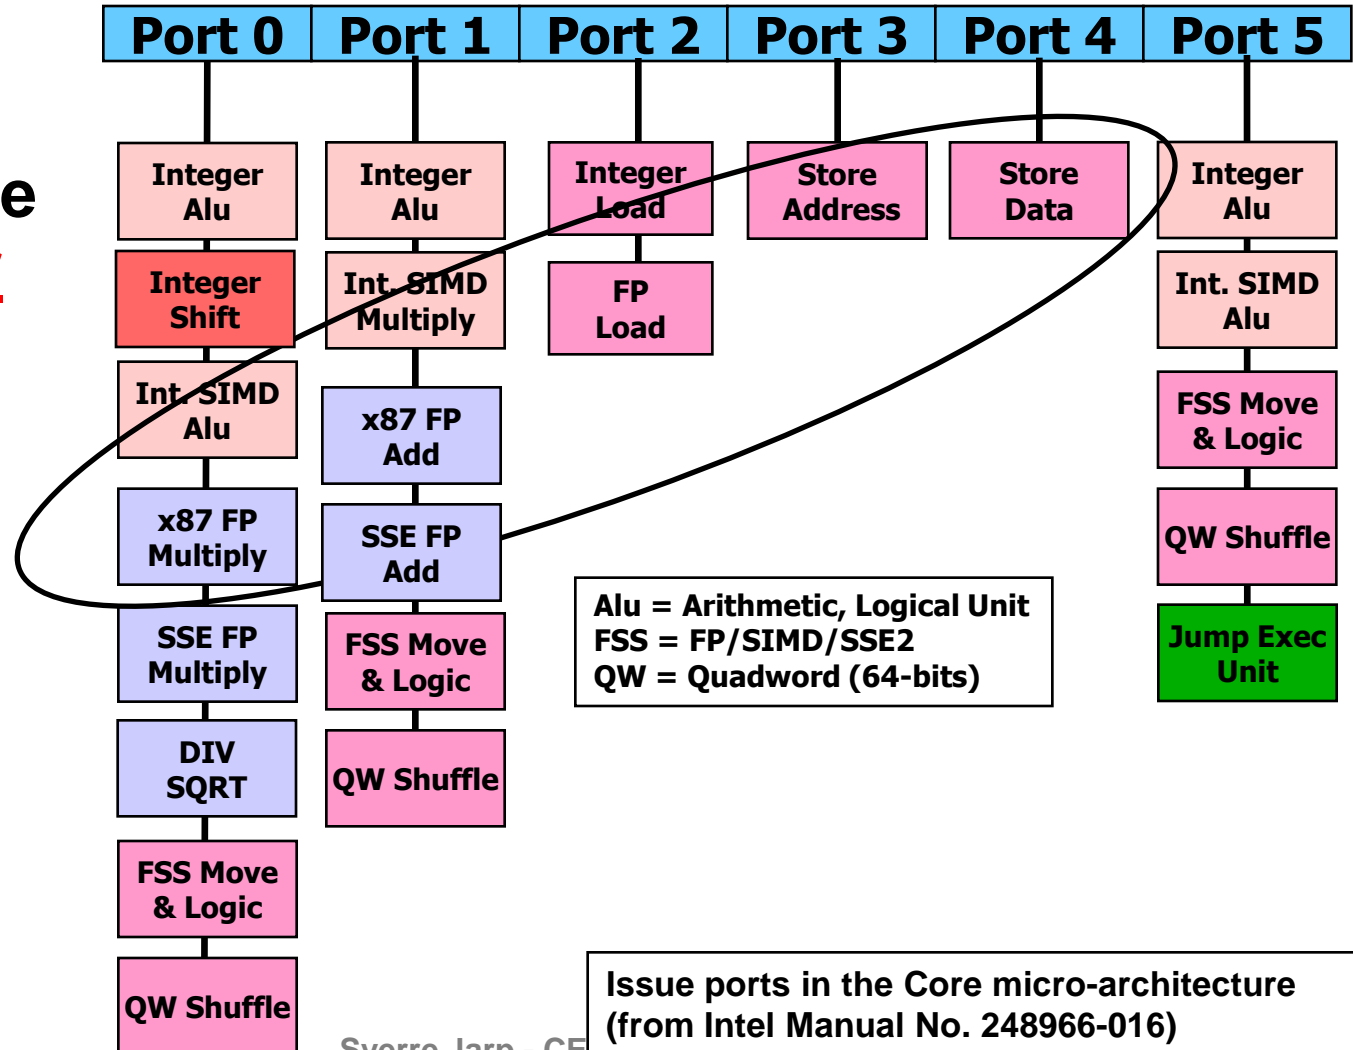 Port 0
Port 1
Port 2
Port 3
Port 4
Port 5
Integer
Alu
Integer
Shift
Int. SIMD
Alu
x87 FP
Multiply
SSE FP
Multiply
DIV
SQRT
FSS Move
& Logic
QW Shuffle
Integer
Alu
Int. SIMD
Multiply
x87 FP
Add
SSE FP
Add
FSS Move
& Logic
QW Shuffle
Integer
Load
FP
Load
Store
Address
Store
Data
Integer
Alu
Int. SIMD
Alu
FSS Move
& Logic
QW Shuffle
Jump Exec
Unit
Alu = Arithmetic, Logical Unit
FSS = FP/SIMD/SSE2
QW = Quadword (64-bits)
Issue ports in the Core micro-architecture
(from Intel Manual No. 248966-016)
Sverre Jarp - CE